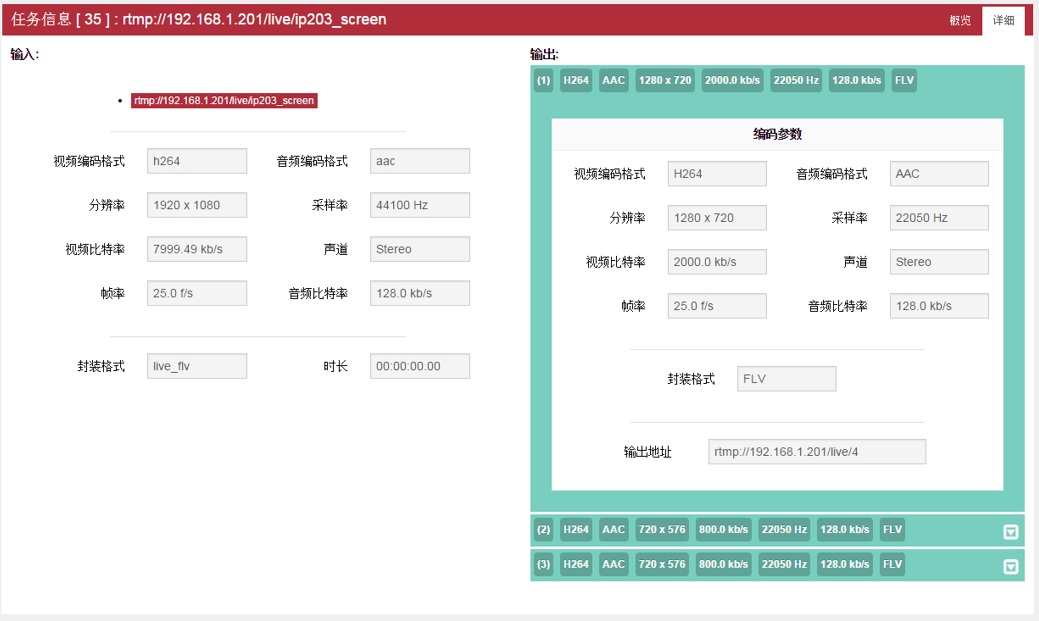 任务信息 [ 35 ] : rtmp://192.168.1.201/live/ip203_screen
概览 详细
输入:
rtmp://192.168.1.201/live/ip203_screen
视频编码格式 h264 音频编码格式 aac
分辨率 1920 x 1080 采样率 44100 Hz
视频比特率 7999.49 kb/s 声道 Stereo
帧率 25.0 f/s 音频比特率 128.0 kb/s
封装格式 live_flv 时长 00:00:00.00
输出:
(1) H264 AAC 1280 x 720 2000.0 kb/s 22050 Hz 128.0 kb/s FLV
编码参数
视频编码格式 H264 音频编码格式 AAC
分辨率 1280 x 720 采样率 22050 Hz
视频比特率 2000.0 kb/s 声道 Stereo
帧率 25.0 f/s 音频比特率 128.0 kb/s
封装格式 FLV
输出地址 rtmp://192.168.1.201/live/4
(2) H264 AAC 720 x 576 800.0 kb/s 22050 Hz 128.0 kb/s FLV
(3) H264 AAC 720 x 576 800.0 kb/s 22050 Hz 128.0 kb/s FLV